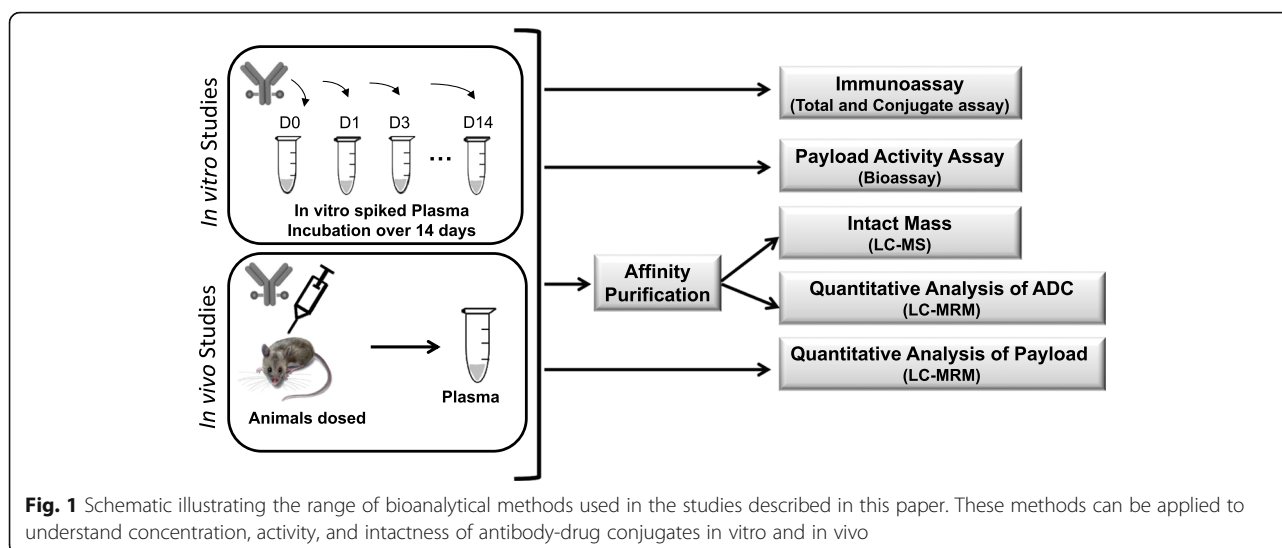 In vitro Studies
D0 D1 D3 D14
...
In vitro spiked Plasma
Incubation over 14 days
In vivo Studies
Animals dosed
Plasma
Immunoassay
(Total and Conjugate assay)
Payload Activity Assay
(Bioassay)
Affinity
Purification
Intact Mass
(LC-MS)
Quantitative Analysis of ADC
(LC-MRM)
Quantitative Analysis of Payload
(LC-MRM)
Fig. 1 Schematic illustrating the range of bioanalytical methods used in the studies described in this paper. These methods can be applied to
understand concentration, activity, and intactness of antibody-drug conjugates in vitro and in vivo